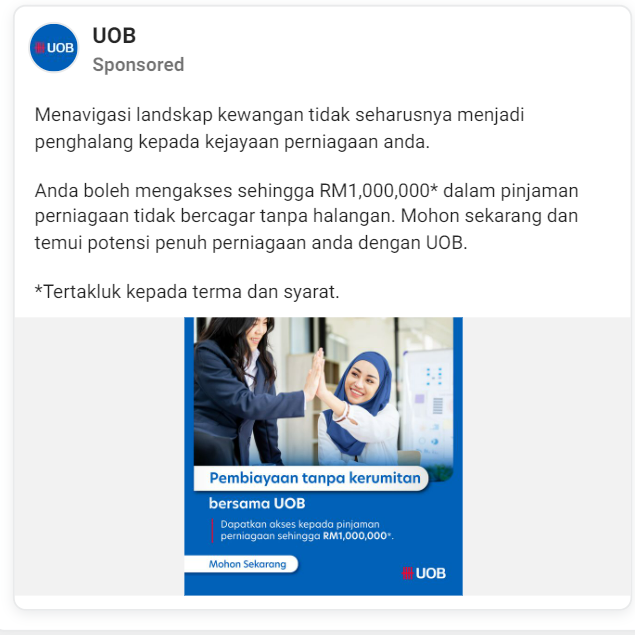 UOB
UOB
Sponsored
Menavigasi landskap kewangan tidak seharusnya menjadi
penghalang kepada kejayaan perniagaan anda.
Anda boleh mengakses sehingga RM1,000,000* dalam pinjaman
perniagaan tidak bercagar tanpa halangan. Mohon sekarang dan
temui potensi penuh perniagaan anda dengan UOB.
*Tertakluk kepada terma dan syarat.
Pembiayaan tanpa kerumitan
bersama UOB
Dapatkan akses kepada pinjaman
perniagaan sehingga RM1,000,000*.
Mohon Sekarang
UOB